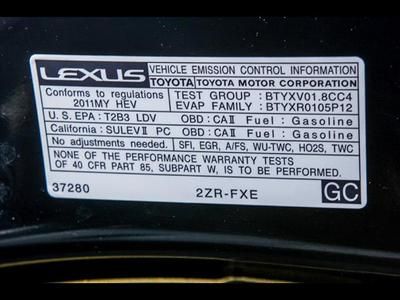 LEXUS VEHICLE EMISSION CONTROL INFORMATION
TOYOTA TOYOTA MOTOR CORPORATION
Conforms to regulations
2011MY HEV
TEST GROUP : BTYXV01.8CC4
EVAP FAMILY : BTYXR0105P12
U.S. EPA : T2B3 LDV OBD : CAⅡ Fuel : Gasoline
California : SULEVⅡ PC OBD : CAⅡ Fuel : Gasoline
No adjustments needed. SFI, EGR, A/FS, WU-TWC, HO2S, TWC
NONE OF THE PERFORMANCE WARRANTY TESTS
OF 40 CFR PART 85, SUBPART W, IS TO BE PERFORMED.
37280 2ZR-FXE GC